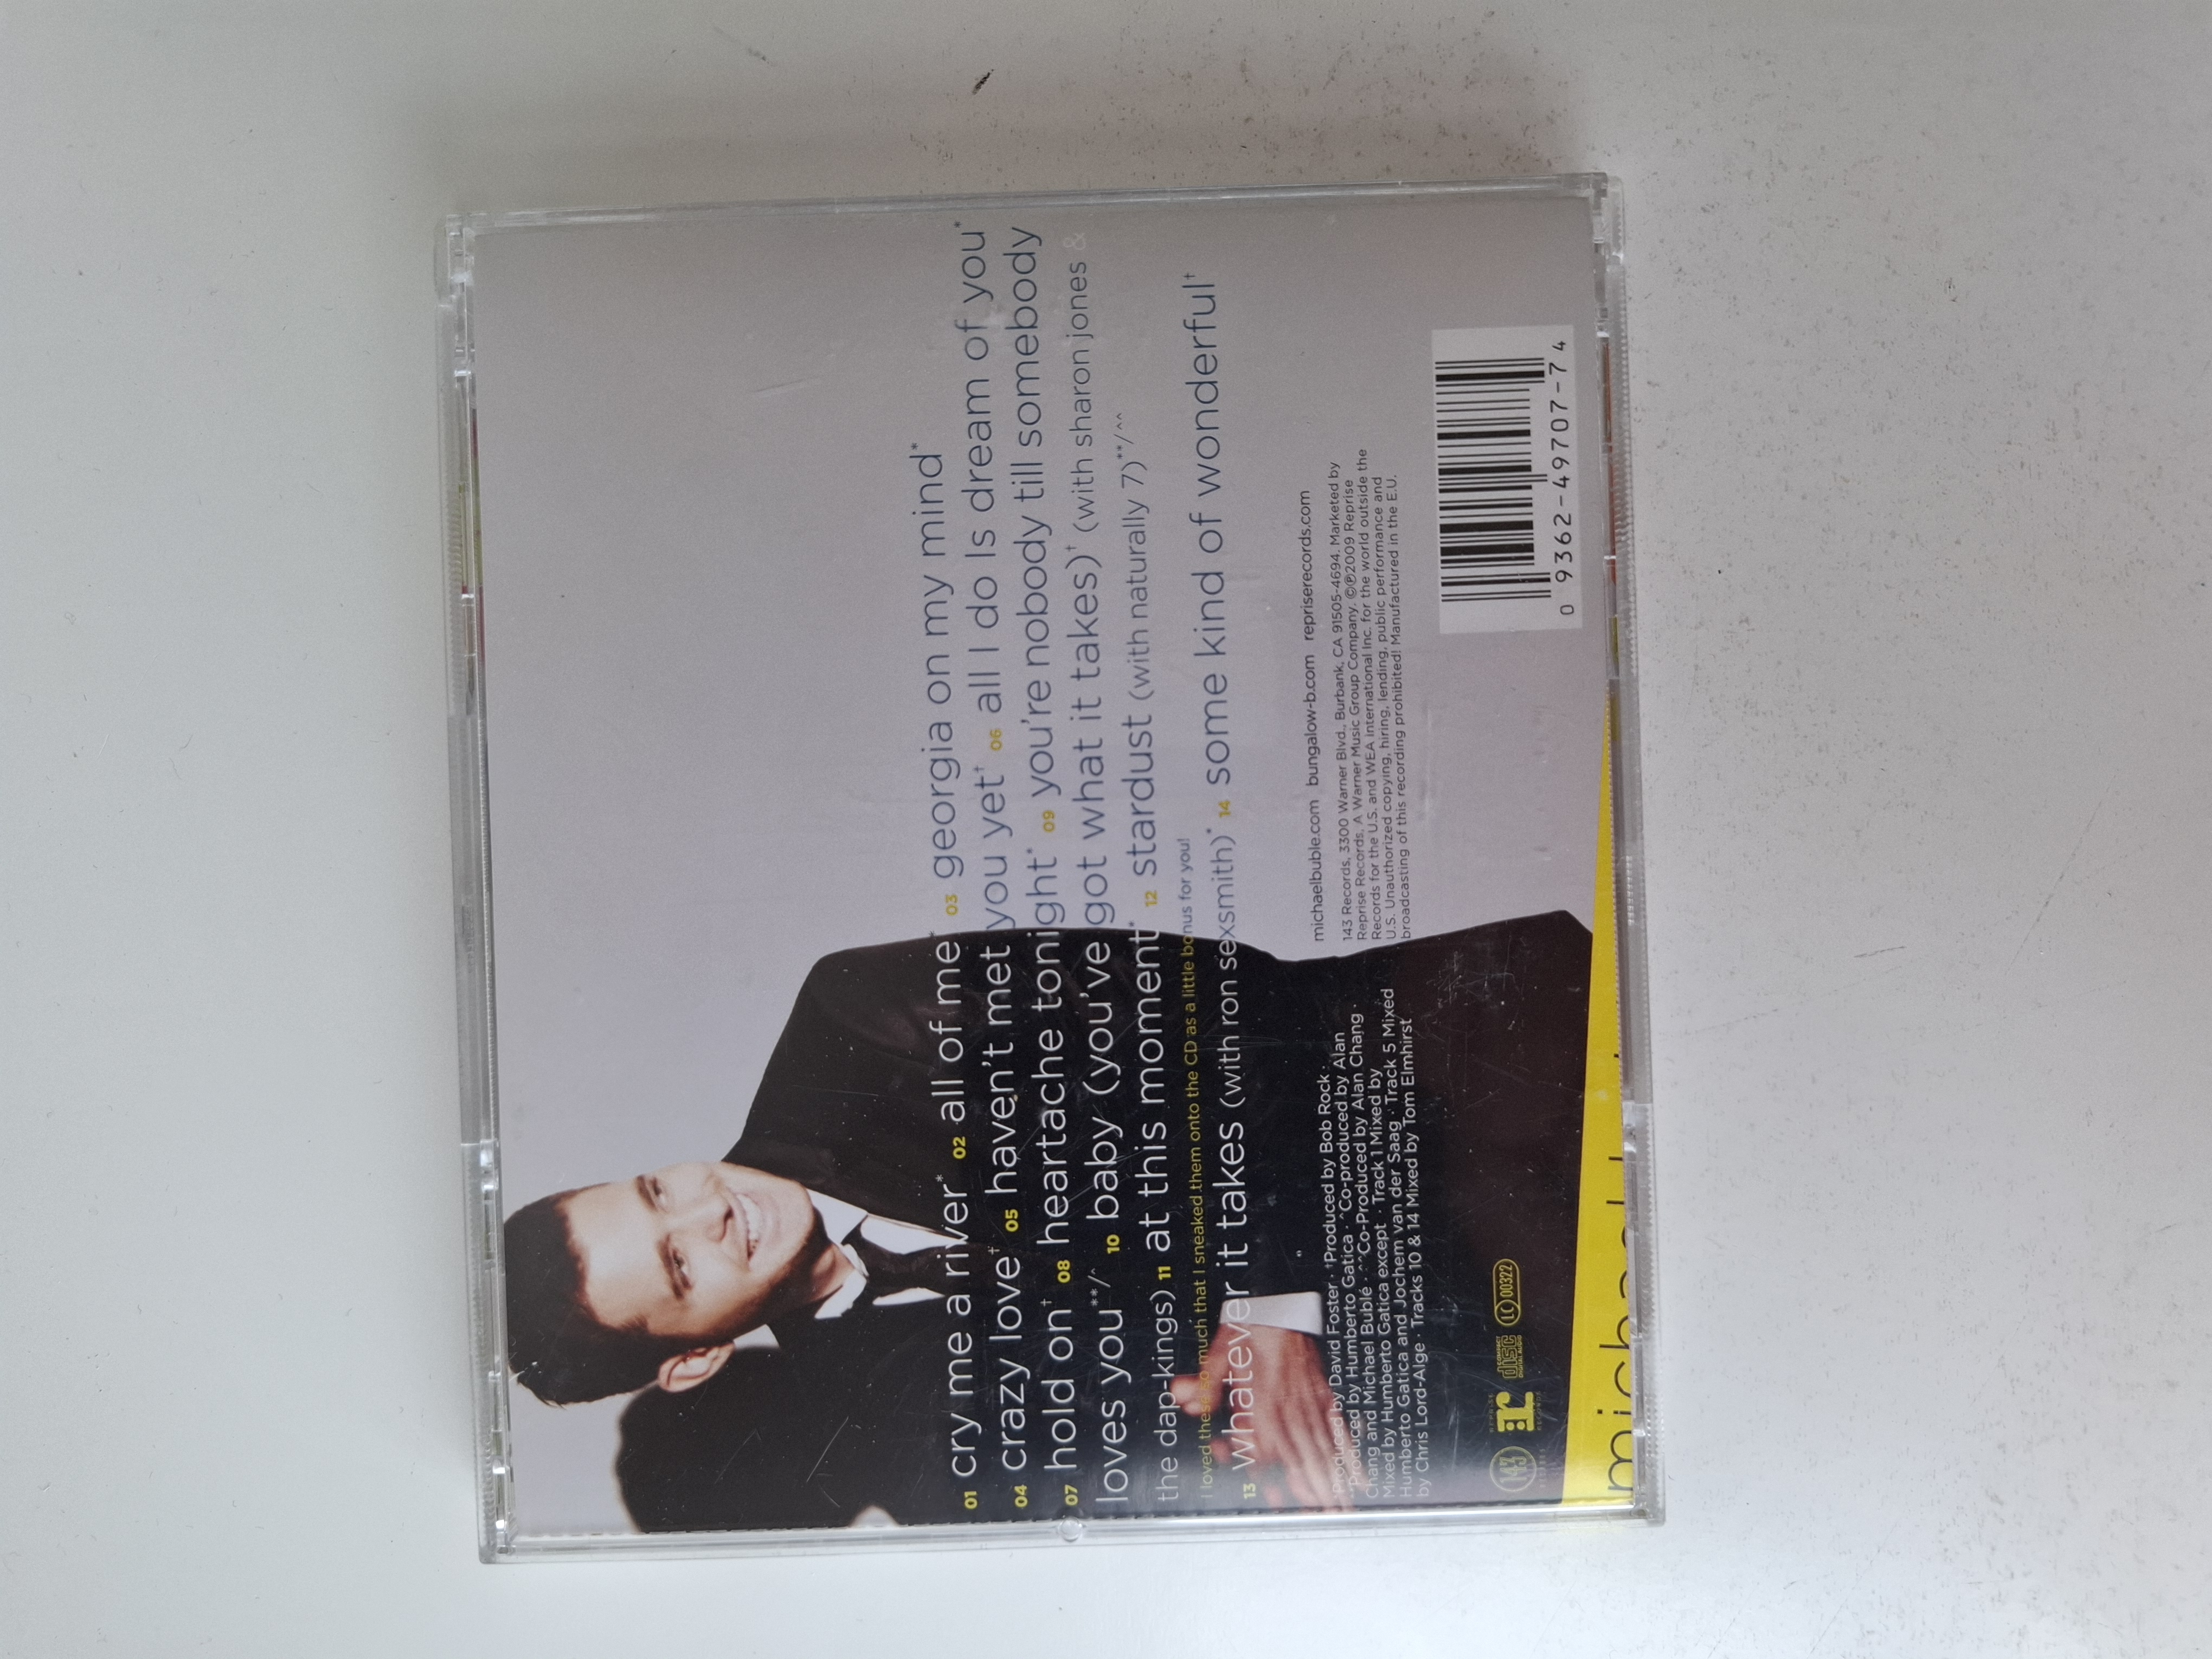 01 cry me a river* 02 all of me* 03 georgia on my mind*
04 crazy love† 05 haven't met you yet† 06 all I do Is dream of you*
07 hold on† 08 heartache tonight* 09 you're nobody till somebody
loves you**/^ 10 baby (you've got what it takes)† (with sharon jones &
the dap-kings) 11 at this moment* 12 stardust (with naturally 7)**/^^
I loved these so much that I sneaked them onto the CD as a little bonus for you!
13 whatever it takes (with ron sexsmith)* 14 some kind of wonderful†
michaelbuble.com bungalow-b.com repriserecords.com
*Produced by David Foster · †Produced by Bob Rock ·
**Produced by Humberto Gatica · ^Co-produced by Alan
Chang and Michael Bublé · ^^Co-Produced by Alan Chang ·
Mixed by Humberto Gatica except · Track 1 Mixed by
Humberto Gatica and Jochem van der Saag · Track 5 Mixed
by Chris Lord-Alge · Tracks 10 & 14 Mixed by Tom Elmhirst
143 Records, 3300 Warner Blvd., Burbank, CA 91505-4694. Marketed by
Reprise Records, A Warner Music Group Company. ©℗2009 Reprise
Records for the U.S. and WEA International Inc. for the world outside the
U.S. Unauthorized copying, hiring, lending, public performance and
broadcasting of this recording prohibited! Manufactured in the E.U.
143
r
COMPACT
disc
DIGITAL AUDIO
LC 00322
0 9362-49707-7 4